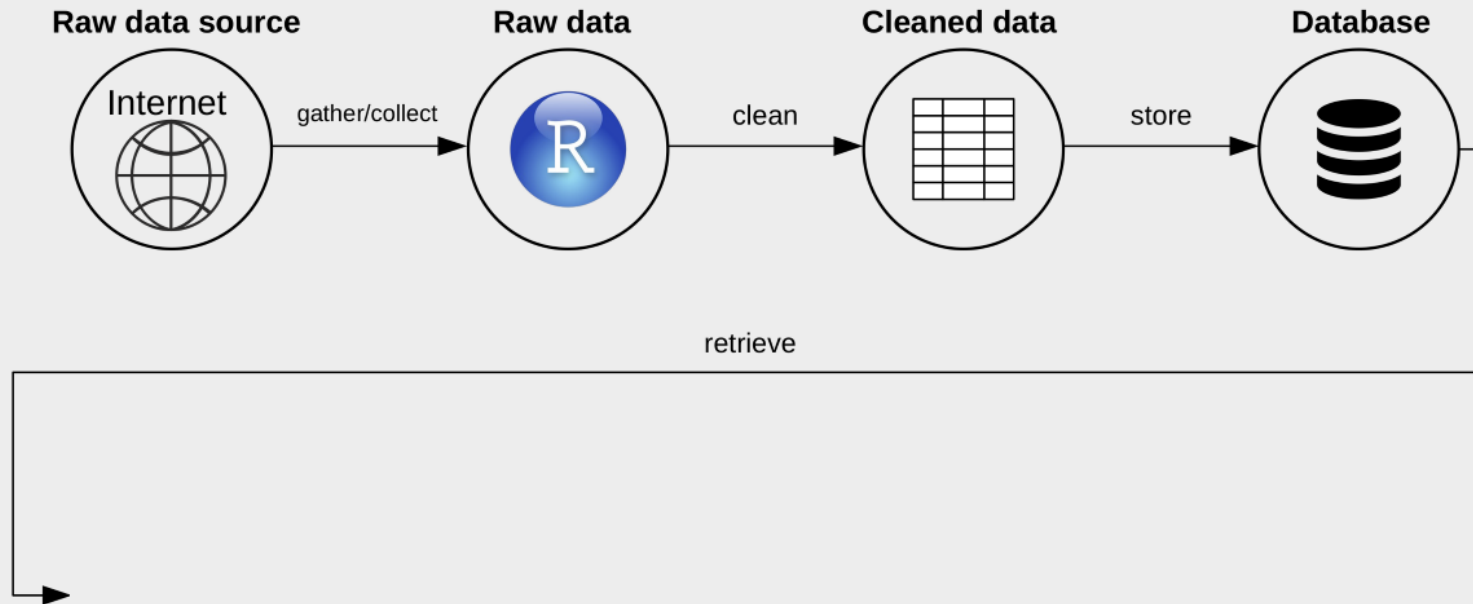 Raw data source
Raw data
Cleaned data
Database
Internet
gather/collect
R
clean
store
retrieve